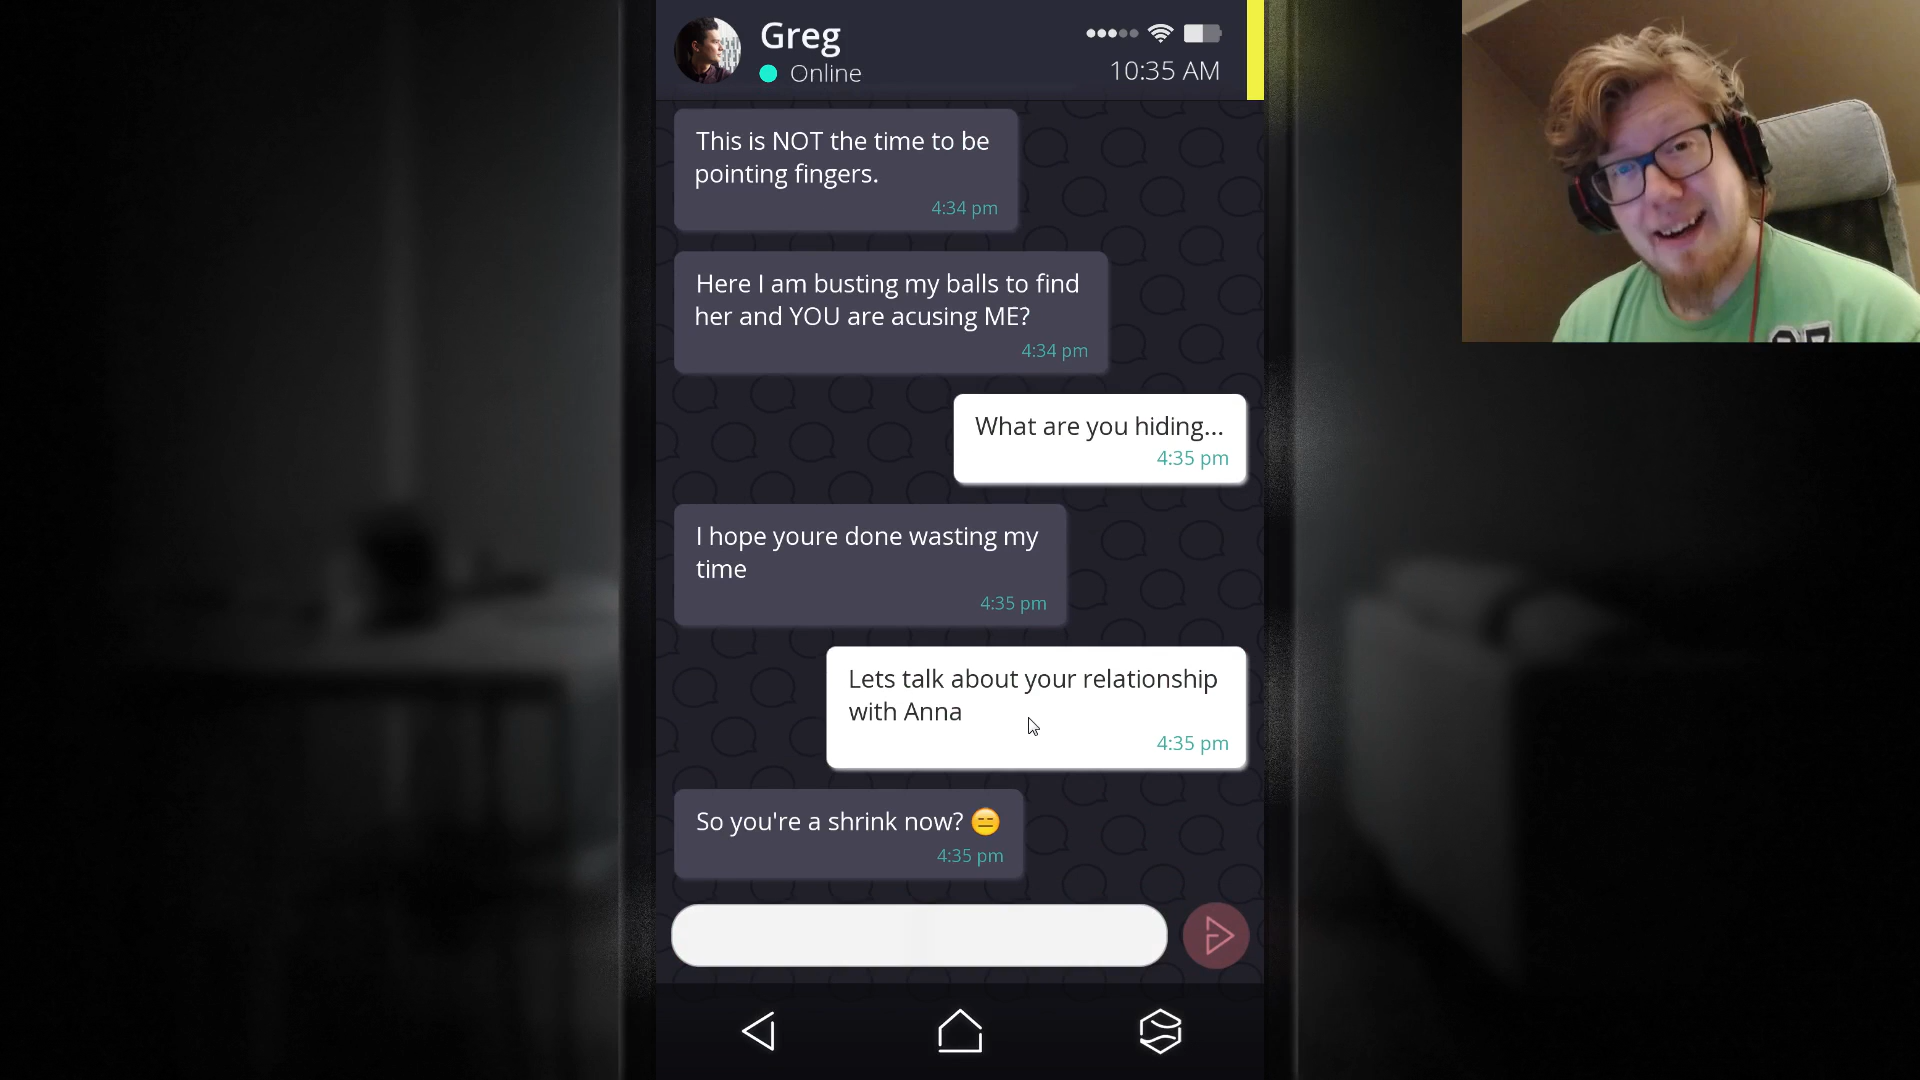 Greg
Online
10:35 AM
This is NOT the time to be
pointing fingers.
4:34 pm
Here I am busting my balls to find
her and YOU are acusing ME?
4:34 pm
What are you hiding...
4:35 pm
I hope youre done wasting my
time
4:35 pm
Lets talk about your relationship
with Anna
4:35 pm
So you're a shrink now? 😑
4:35 pm